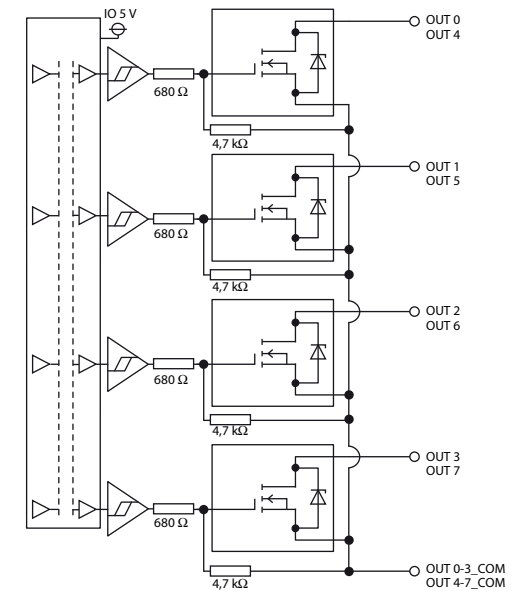 IO 5 V
OUT 0
OUT 4
680 Ω
4,7 kΩ
OUT 1
OUT 5
680 Ω
4,7 kΩ
OUT 2
OUT 6
680 Ω
4,7 kΩ
OUT 3
OUT 7
680 Ω
4,7 kΩ
OUT 0-3_COM
OUT 4-7_COM